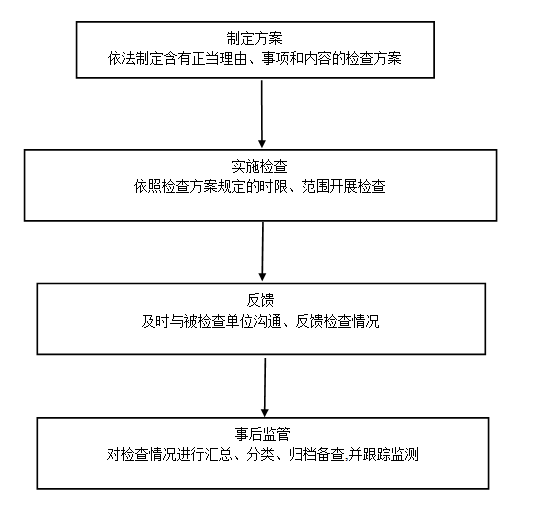 制定方案
依法制定含有正当理由、事项和内容的检查方案
实施检查
依照检查方案规定的时限、范围开展检查
反馈
及时与被检查单位沟通、反馈检查情况
事后监管
对检查情况进行汇总、分类、归档备查,并跟踪监测